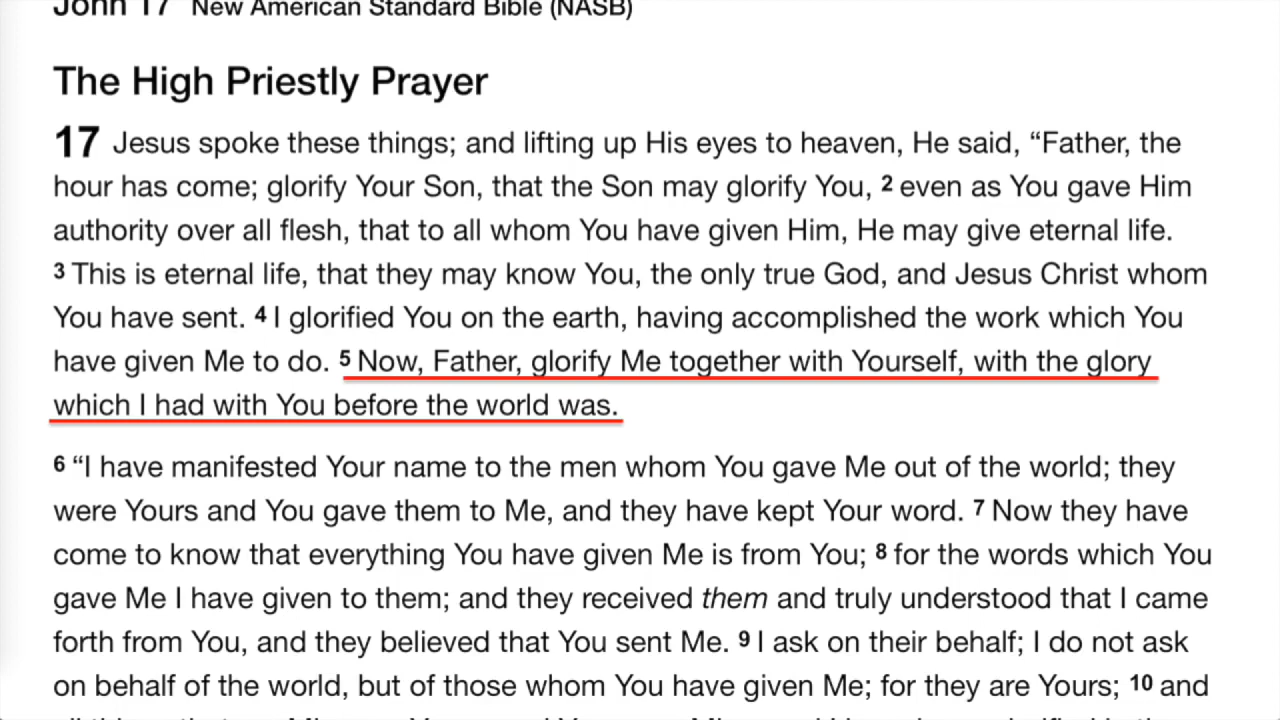 John 17 New American Standard Bible (NASB)
The High Priestly Prayer
17 Jesus spoke these things; and lifting up His eyes to heaven, He said, “Father, the
hour has come; glorify Your Son, that the Son may glorify You, 2 even as You gave Him
authority over all flesh, that to all whom You have given Him, He may give eternal life.
3 This is eternal life, that they may know You, the only true God, and Jesus Christ whom
You have sent. 4 I glorified You on the earth, having accomplished the work which You
have given Me to do. 5 Now, Father, glorify Me together with Yourself, with the glory
which I had with You before the world was.
6 “I have manifested Your name to the men whom You gave Me out of the world; they
were Yours and You gave them to Me, and they have kept Your word. 7 Now they have
come to know that everything You have given Me is from You; 8 for the words which You
gave Me I have given to them; and they received them and truly understood that I came
forth from You, and they believed that You sent Me. 9 I ask on their behalf; I do not ask
on behalf of the world, but of those whom You have given Me; for they are Yours; 10 and